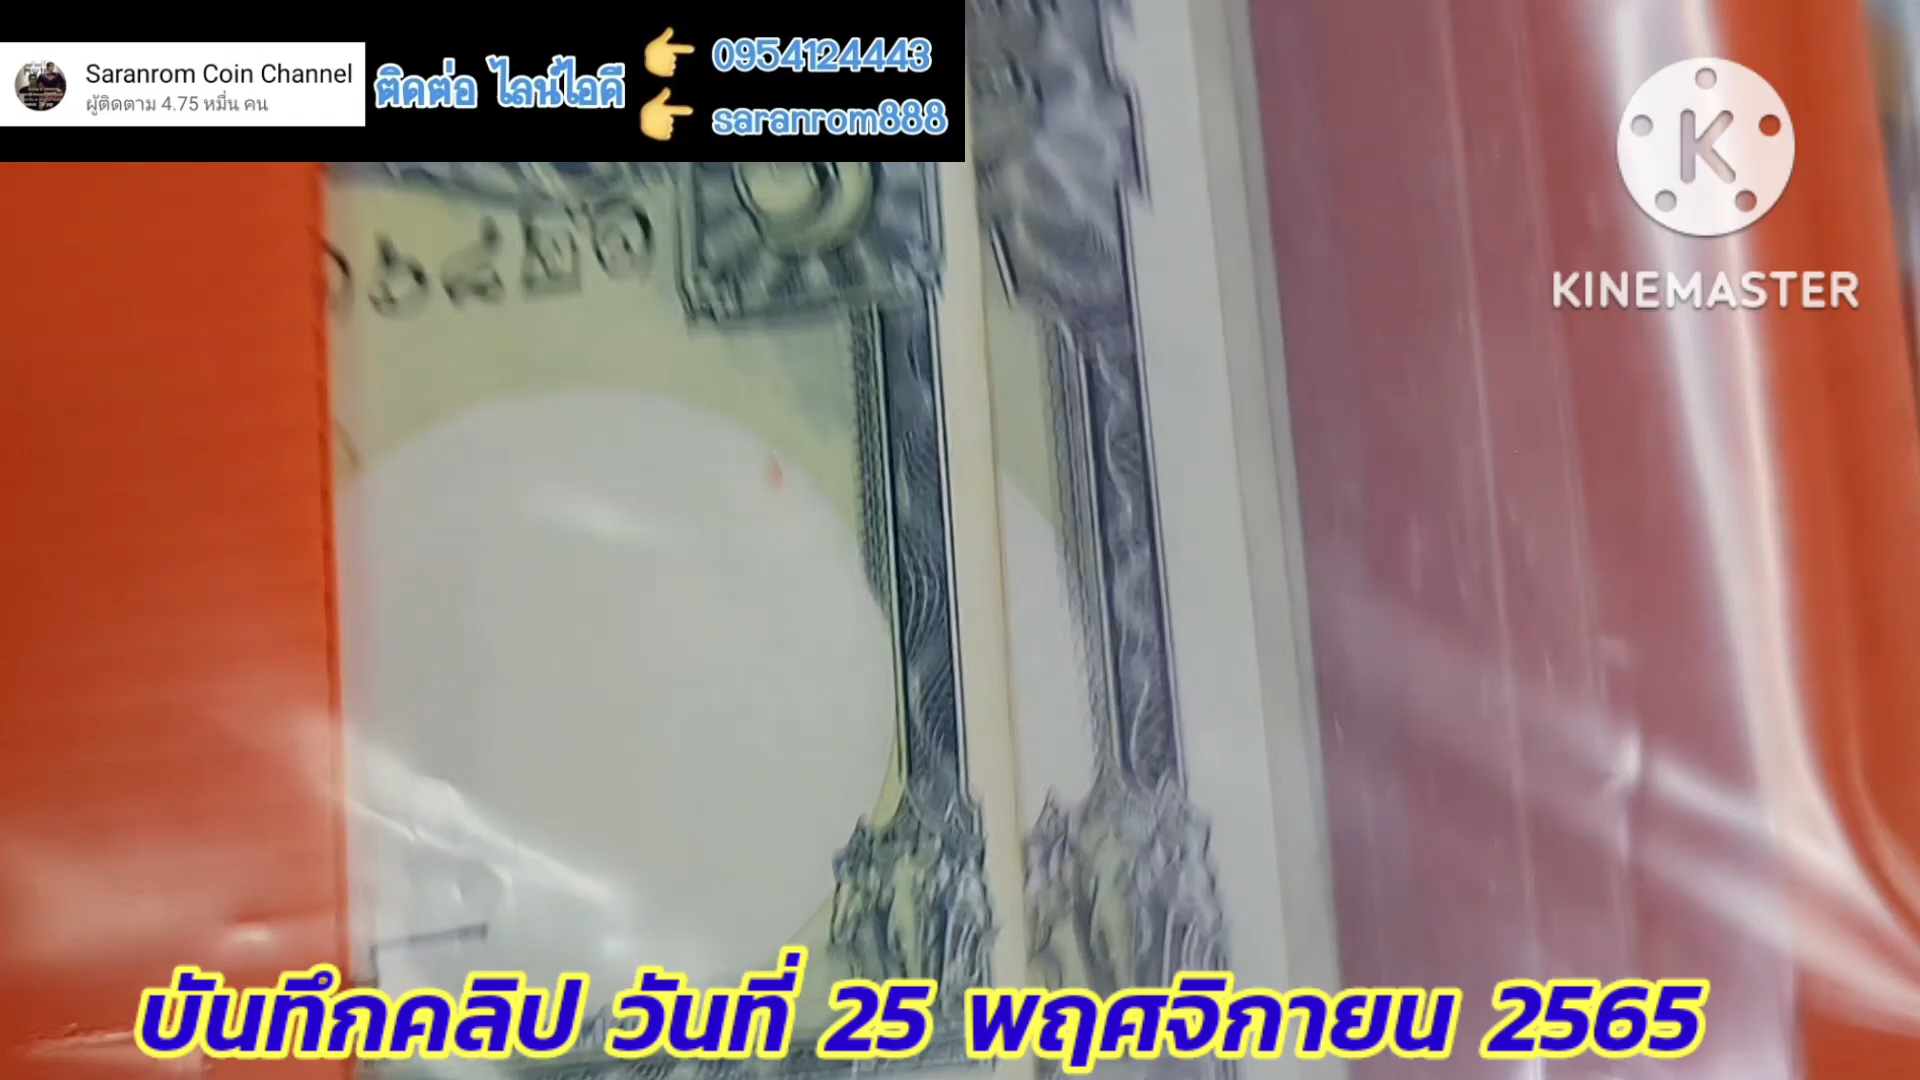 Saranrom Coin Channel
ผู้ติดตาม 4.75 หมื่น คน
ติดต่อ ไลน์ไอดี
👉 0954124443
👉 saranrom888
KINEMASTER
บันทึกคลิป วันที่ 25 พฤศจิกายน 2565